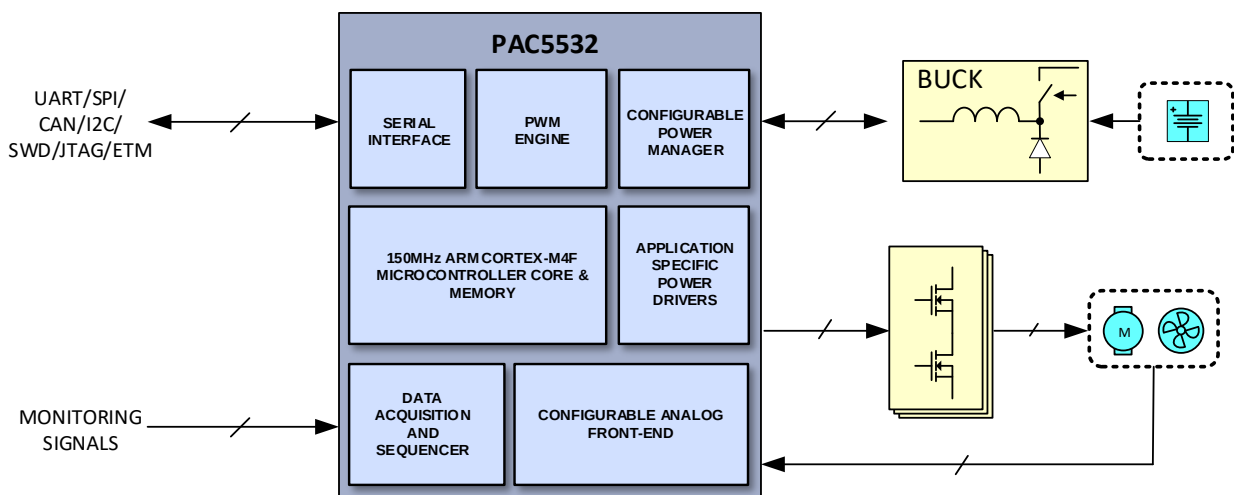 PAC5532
UART/SPI/
CAN/I2C/
SWD/JTAG/ETM
SERIAL
INTERFACE
PWM
ENGINE
CONFIGURABLE
POWER
MANAGER
BUCK
+
150MHz ARM CORTEX-M4F
MICROCONTROLLER CORE &
MEMORY
APPLICATION
SPECIFIC
POWER
DRIVERS
M
MONITORING
SIGNALS
DATA
ACQUISITION
AND
SEQUENCER
CONFIGURABLE ANALOG
FRONT-END